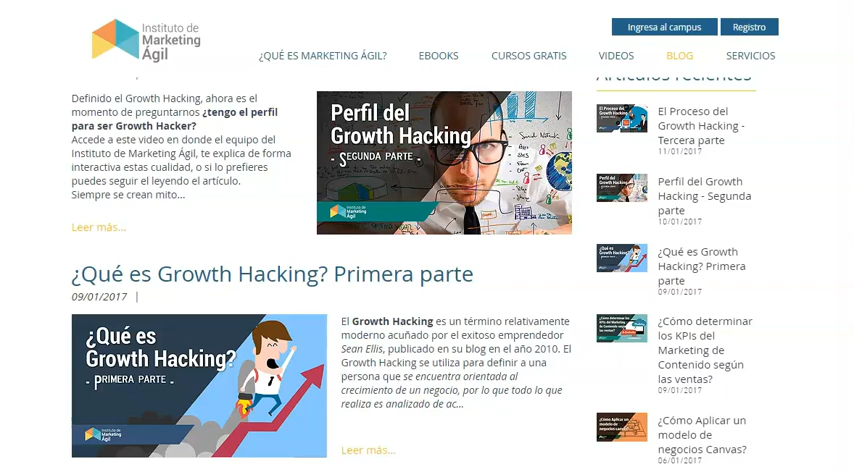 Instituto de
Marketing
Ágil
Ingresa al campus
Registro
¿QUÉ ES MARKETING ÁGIL?
EBOOKS
CURSOS GRATIS
VIDEOS
BLOG
SERVICIOS
Definido el Growth Hacking, ahora es el
momento de preguntarnos ¿tengo el perfil
para ser Growth Hacker?
Accede a este video en donde el equipo del
Instituto de Marketing Ágil, te explica de forma
interactiva estas cualidad, o si lo prefieres
puedes seguir el leyendo el artículo.
Siempre se crean mito...
Leer más...
Perfil del
Growth Hacking
- SEGUNDA PARTE -
Instituto de
Marketing
Ágil
¿Qué es Growth Hacking? Primera parte
09/01/2017 |
¿Qué es
Growth Hacking?
- PRIMERA PARTE -
1
Instituto de
Marketing
Ágil
El Growth Hacking es un término relativamente
moderno acuñado por el exitoso emprendedor
Sean Ellis, publicado en su blog en el año 2010. El
Growth Hacking se utiliza para definir a una
persona que se encuentra orientada al
crecimiento de un negocio, por que todo lo que
realiza es analizado de ac...
Leer más...
Artículos recientes
El Proceso del
Growth Hacking -
Tercera parte
11/01/2017
Perfil del Growth
Hacking - Segunda
parte
10/01/2017
¿Qué es Growth
Hacking? Primera
parte
09/01/2017
¿Cómo determinar
los KPIs del
Marketing de
Contenido según
las ventas?
09/01/2017
¿Cómo Aplicar un
modelo de
negocios Canvas?
06/01/2017